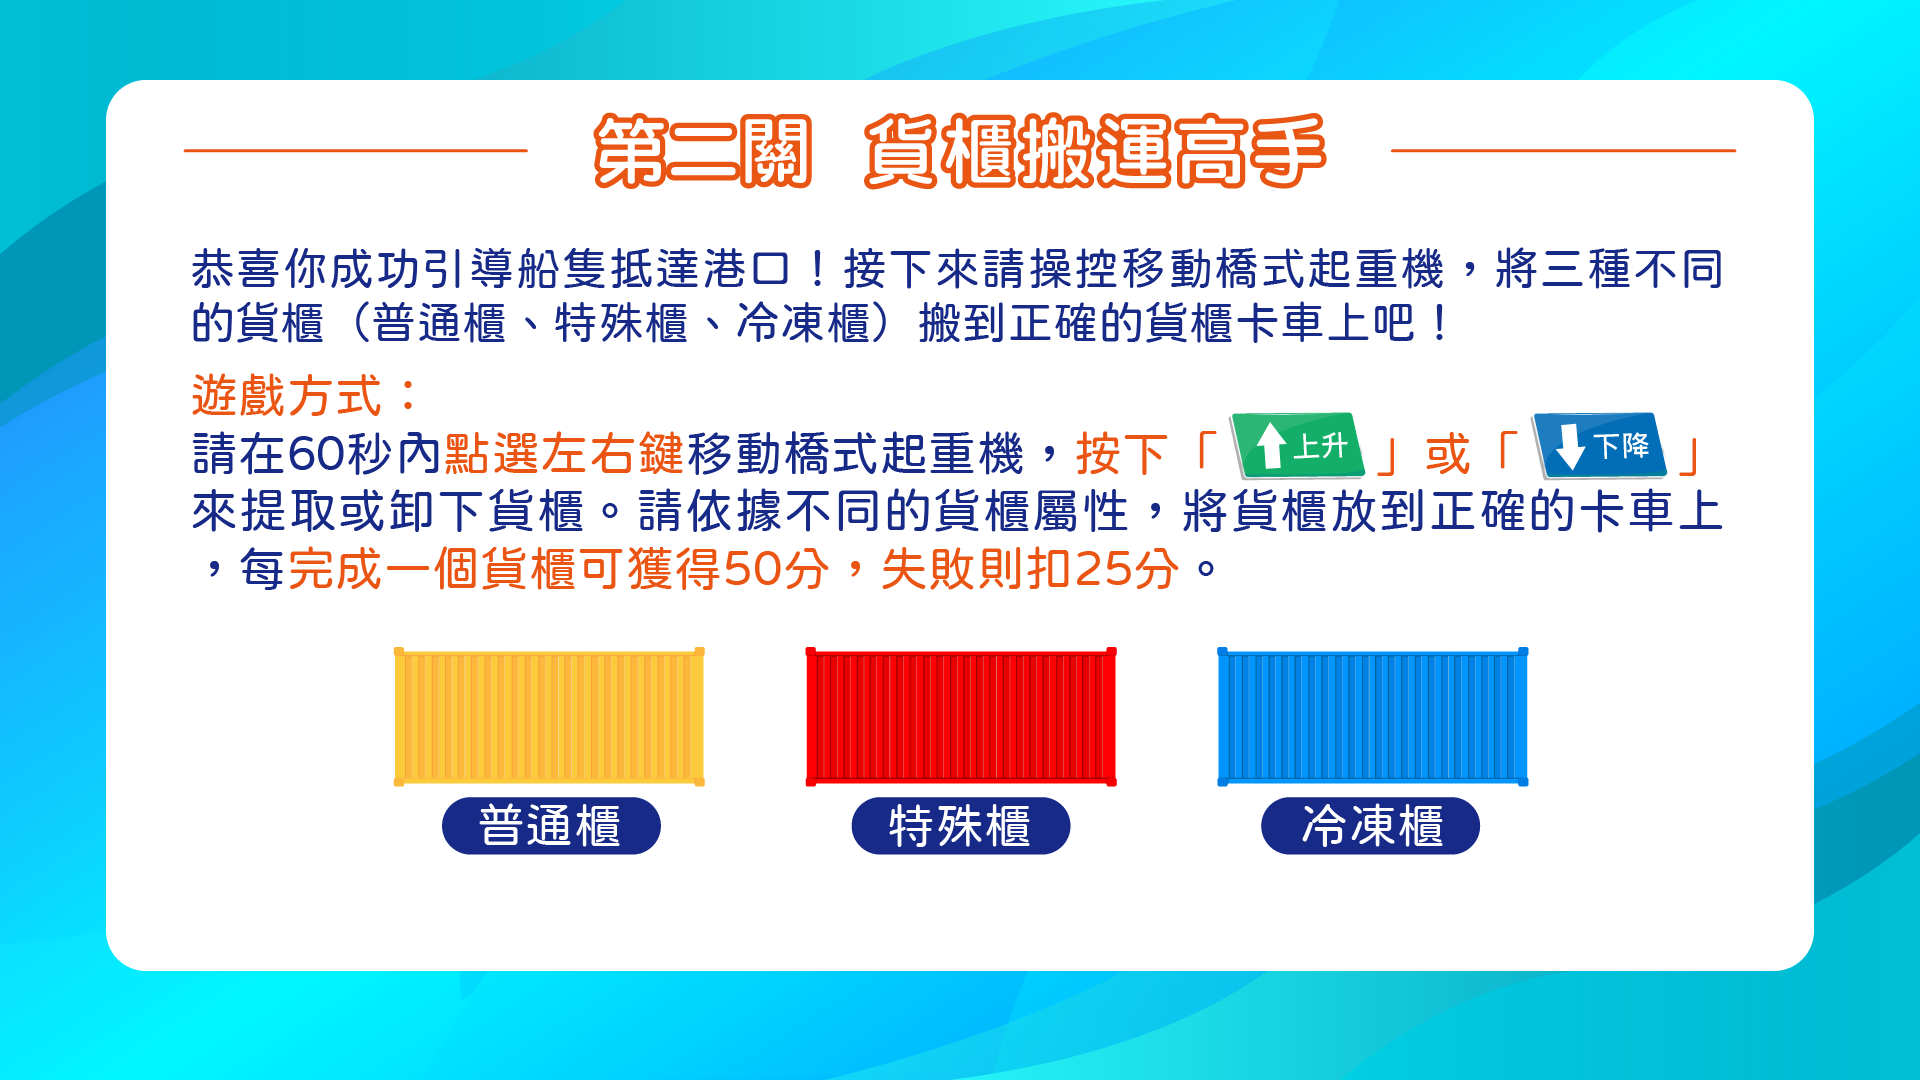 第二關 貨櫃搬運高手
恭喜你成功引導船隻抵達港口！接下來請操控移動橋式起重機，將三種不同
的貨櫃（普通櫃、特殊櫃、冷凍櫃）搬到正確的貨櫃卡車上吧！
遊戲方式：
請在60秒內點選左右鍵移動橋式起重機，按下「上升」或「下降」
來提取或卸下貨櫃。請依據不同的貨櫃屬性，將貨櫃放到正確的卡車上
，每完成一個貨櫃可獲得50分，失敗則扣25分。
普通櫃
特殊櫃
冷凍櫃